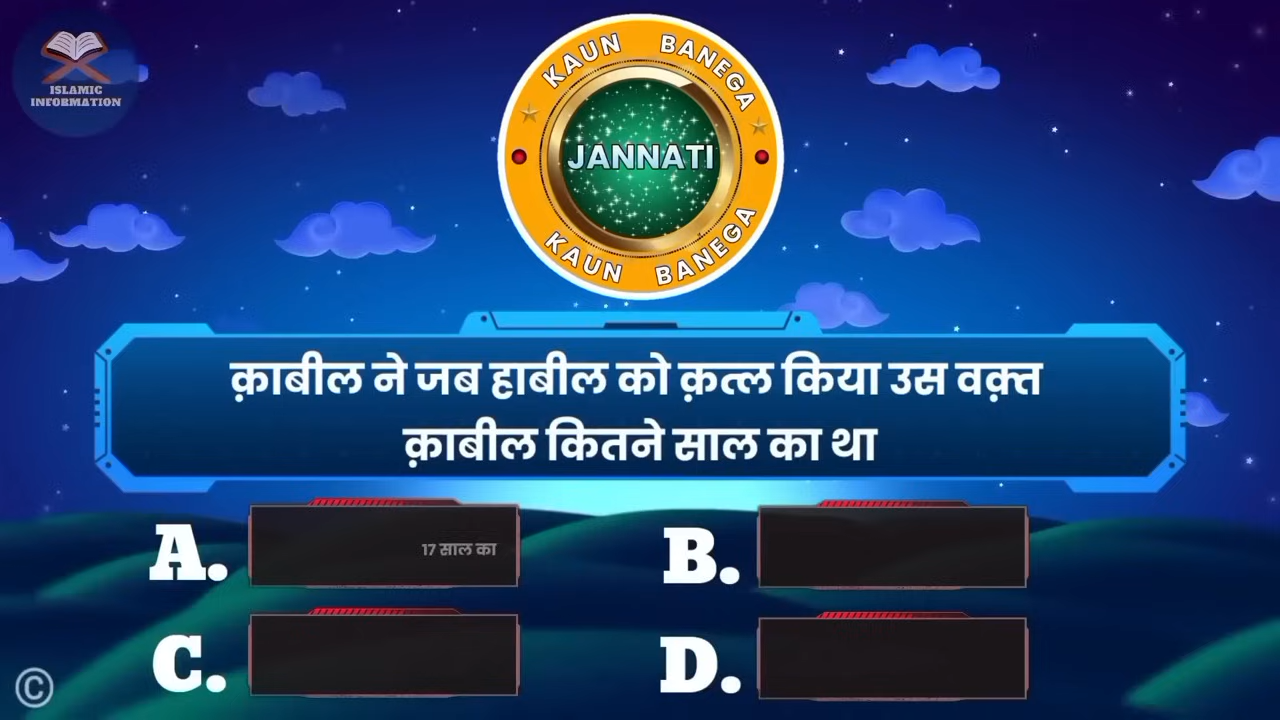 ISLAMIC
INFORMATION
KAUN BANEGA
JANNATI
KAUN BANEGA
क़ाबील ने जब हाबील को क़त्ल किया उस वक़्त
क़ाबील कितने साल का था
A. 17 साल का
B.
C.
D.
©